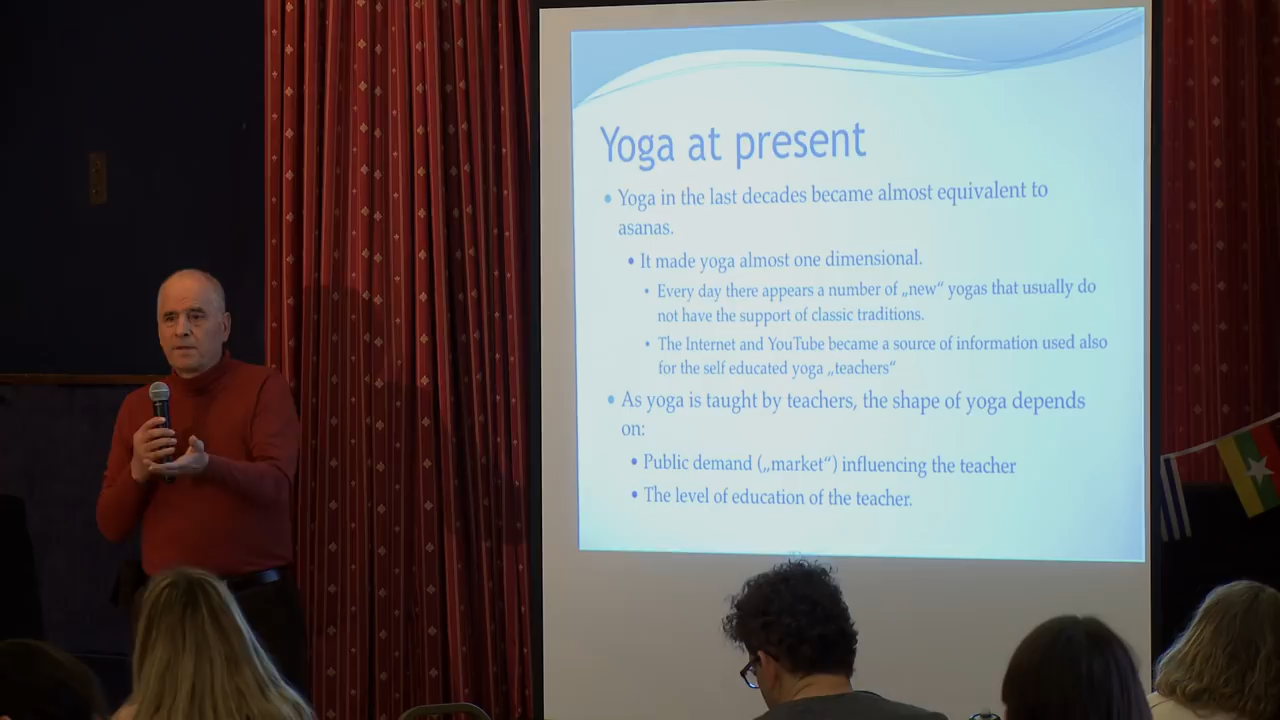 Yoga at present
• Yoga in the last decades became almost equivalent to
asanas.
• It made yoga almost one dimensional.
• Every day there appears a number of „new“ yogas that usually do
not have the support of classic traditions.
• The Internet and YouTube became a source of information used also
for the self educated yoga „teachers“
• As yoga is taught by teachers, the shape of yoga depends
on:
• Public demand („market“) influencing the teacher
• The level of education of the teacher.